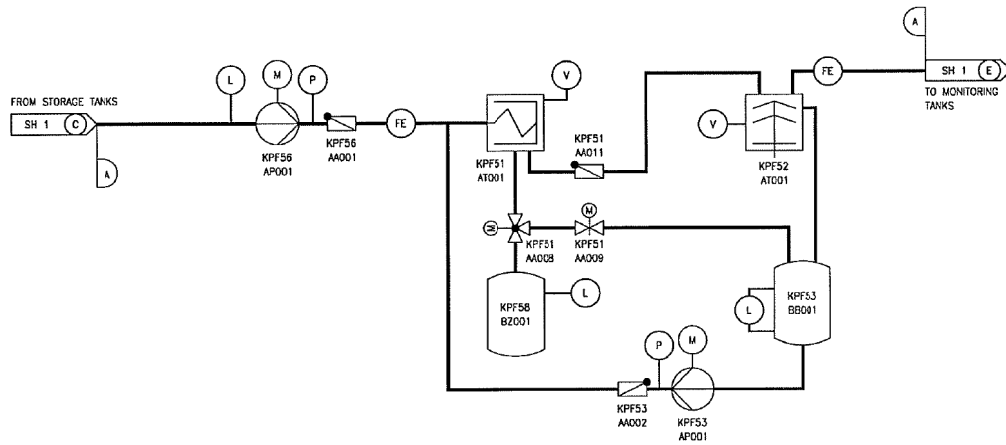 A
SH 1 E
TO MONITORING
TANKS
FE
V
L
M
P
FROM STORAGE TANKS
SH 1 C
A
KPF56
AP001
KPF56
AA001
FE
KPF51
AT001
KPF51
AA011
V
KPF52
AT001
M
M
KPF51
AA008
KPF51
AA009
KPF58
BZ001
L
KPF53
BB001
L
P
M
KPF53
AA002
KPF53
AP001